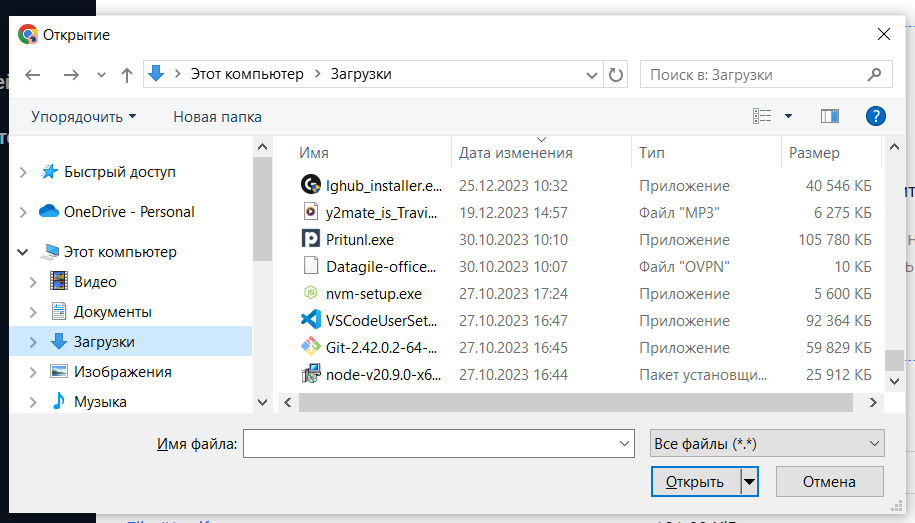 Открытие
Этот компьютер > Загрузки
Поиск в: Загрузки
Упорядочить
Новая папка
?
Имя Дата изменения Тип Размер
Быстрый доступ
OneDrive - Personal
Этот компьютер
Видео
Документы
Загрузки
Изображения
Музыка
lghub_installer.e... 25.12.2023 10:32 Приложение 40 546 КБ
y2mate_is_Travi... 19.12.2023 14:57 Файл "MP3" 6 275 КБ
Pritunl.exe 30.10.2023 10:10 Приложение 105 780 КБ
Datagile-office... 30.10.2023 10:07 Файл "OVPN" 10 КБ
nvm-setup.exe 27.10.2023 17:24 Приложение 5 600 КБ
VSCodeUserSet... 27.10.2023 16:47 Приложение 92 364 КБ
Git-2.42.0.2-64-... 27.10.2023 16:45 Приложение 59 829 КБ
node-v20.9.0-x6... 27.10.2023 16:44 Пакет установщи... 25 912 КБ
Имя файла:
Все файлы (*.*)
Открыть
Отмена